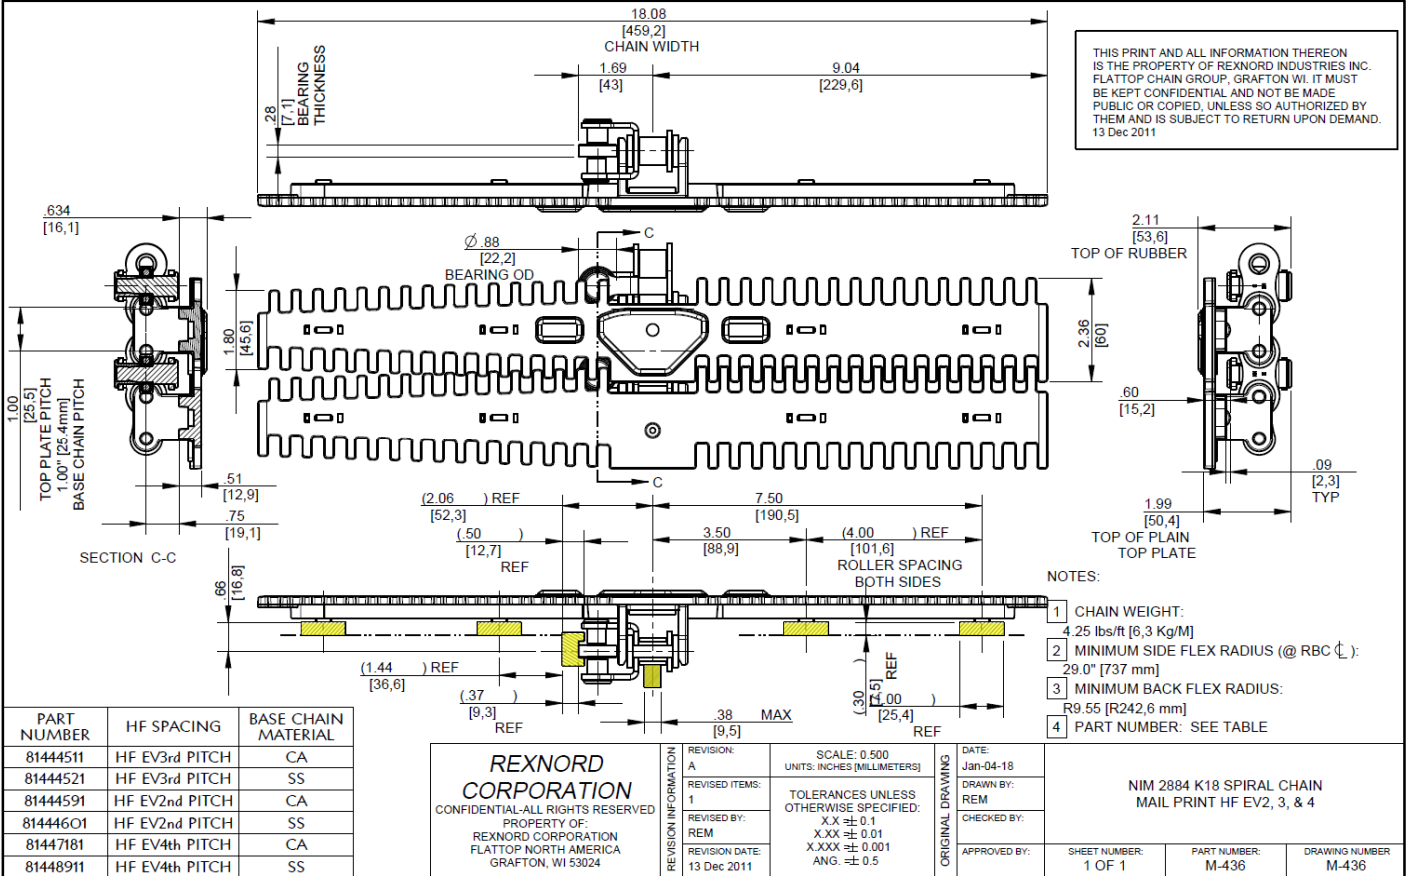 18.08
[459,2]
CHAIN WIDTH
1.69
[43]
9.04
[229,6]
.28
[7,1]
BEARING
THICKNESS
THIS PRINT AND ALL INFORMATION THEREON
IS THE PROPERTY OF REXNORD INDUSTRIES INC.
FLATTOP CHAIN GROUP, GRAFTON WI. IT MUST
BE KEPT CONFIDENTIAL AND NOT BE MADE
PUBLIC OR COPIED, UNLESS SO AUTHORIZED BY
THEM AND IS SUBJECT TO RETURN UPON DEMAND.
13 Dec 2011
.634
[16,1]
Ø .88
[22,2]
BEARING OD
C
2.11
[53,6]
TOP OF RUBBER
1.80
[45,6]
2.36
[60]
1.00
[25,5]
TOP PLATE PITCH
1.00" [25.4mm]
BASE CHAIN PITCH
.60
[15,2]
.51
[12,9]
.75
[19,1]
SECTION C-C
C
.09
[2,3]
TYP
1.99
[50,4]
TOP OF PLAIN
TOP PLATE
(2.06 ) REF
[52,3]
7.50
[190,5]
(.50 )
[12,7]
REF
3.50
[88,9]
(4.00 ) REF
[101,6]
ROLLER SPACING
BOTH SIDES
.66
[16,8]
(1.44 ) REF
[36,6]
(.37 )
[9,3]
REF
.38 MAX
[9,5]
(.30 )
[7,5]
REF
(1.00 )
[25,4]
REF
NOTES:
1 CHAIN WEIGHT:
4.25 lbs/ft [6,3 Kg/M]
2 MINIMUM SIDE FLEX RADIUS (@ RBC ℄ ):
29.0" [737 mm]
3 MINIMUM BACK FLEX RADIUS:
R9.55 [R242,6 mm]
4 PART NUMBER: SEE TABLE
PART NUMBER HF SPACING BASE CHAIN MATERIAL
81444511 HF EV3rd PITCH CA
81444521 HF EV3rd PITCH SS
81444591 HF EV2nd PITCH CA
81444601 HF EV2nd PITCH SS
81447181 HF EV4th PITCH CA
81448911 HF EV4th PITCH SS
REXNORD
CORPORATION
CONFIDENTIAL-ALL RIGHTS RESERVED
PROPERTY OF:
REXNORD CORPORATION
FLATTOP NORTH AMERICA
GRAFTON, WI 53024
REVISION INFORMATION
REVISION:
A
REVISED ITEMS:
1
REVISED BY:
REM
REVISION DATE:
13 Dec 2011
SCALE: 0.500
UNITS: INCHES [MILLIMETERS]
TOLERANCES UNLESS
OTHERWISE SPECIFIED:
X.X ± 0.1
X.XX ± 0.01
X.XXX ± 0.001
ANG. ± 0.5
ORIGINAL DRAWING
DATE:
Jan-04-18
DRAWN BY:
REM
CHECKED BY:
APPROVED BY:
NIM 2884 K18 SPIRAL CHAIN
MAIL PRINT HF EV2, 3, & 4
SHEET NUMBER:
1 OF 1
PART NUMBER:
M-436
DRAWING NUMBER
M-436